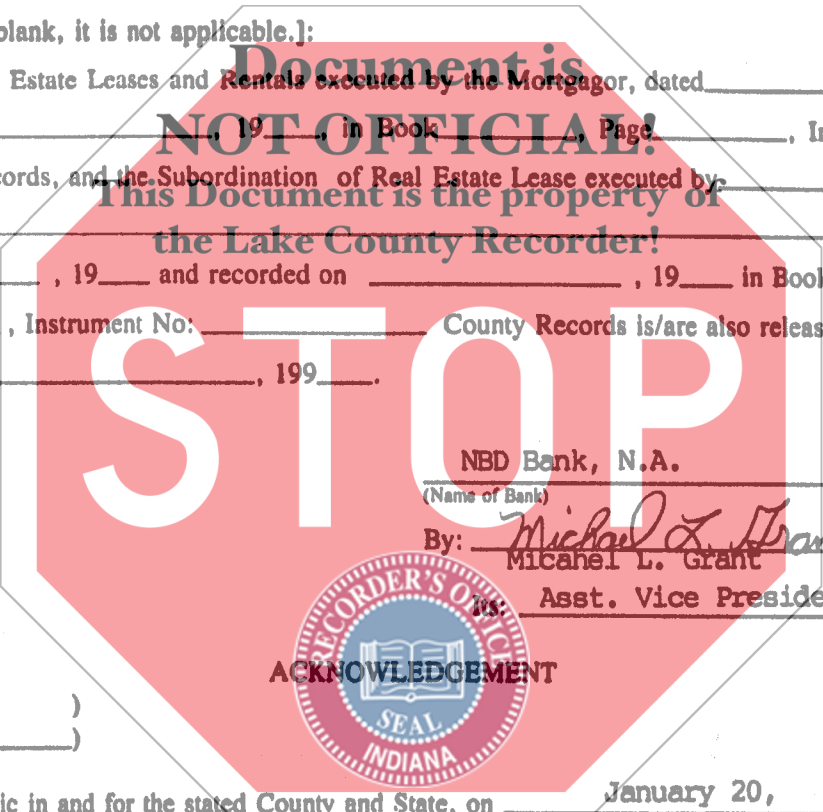 blank, it is not applicable.]:
Document is
Estate Leases and Rentals executed by the Mortgagor, dated
NOT OFFICIAL!
, 19 , in Book , Page , In
cords, and the Subordination of Real Estate Lease executed by:
This Document is the property of
the Lake County Recorder!
, 19 and recorded on , 19 in Book
, Instrument No: County Records is/are also releas
, 199 .
STOP
NBD Bank, N.A.
(Name of Bank)
By: Michael L. Gran
Micahel L. Grant
Its: Asst. Vice Preside
RECORDER'S OFFICE
ACKNOWLEDGEMENT
SEAL
INDIANA
)
)
ic in and for the stated County and State, on January 20,